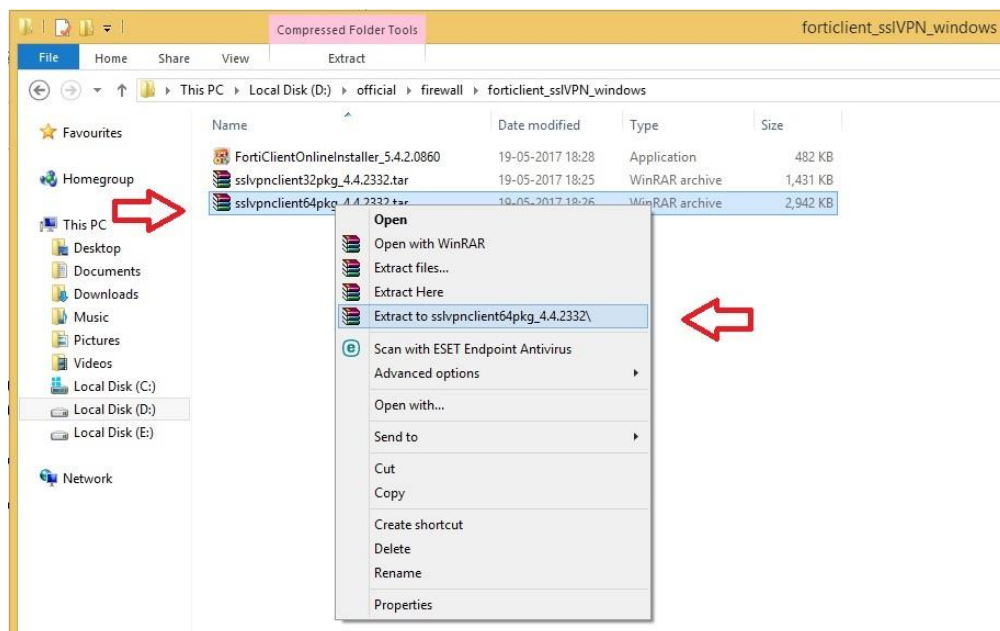 Compressed Folder Tools
forticlient_sslVPN_windows
File Home Share View Extract
This PC Local Disk (D:) official firewall forticlient_sslVPN_windows
Name Date modified Type Size
Favourites
FortiClientOnlineInstaller_5.4.2.0860 19-05-2017 18:28 Application 482 KB
Homegroup
sslvpnclient32pkg_4.4.2332.tar 19-05-2017 18:25 WinRAR archive 1,431 KB
sslvpnclient64pkg_4.4.2332.tar 19-05-2017 18:26 WinRAR archive 2,942 KB
This PC
Desktop
Documents
Downloads
Music
Pictures
Videos
Local Disk (C:)
Local Disk (D:)
Local Disk (E:)
Network
Open
Open with WinRAR
Extract files...
Extract Here
Extract to sslvpnclient64pkg_4.4.2332\
Scan with ESET Endpoint Antivirus
Advanced options
Open with...
Send to
Cut
Copy
Create shortcut
Delete
Rename
Properties